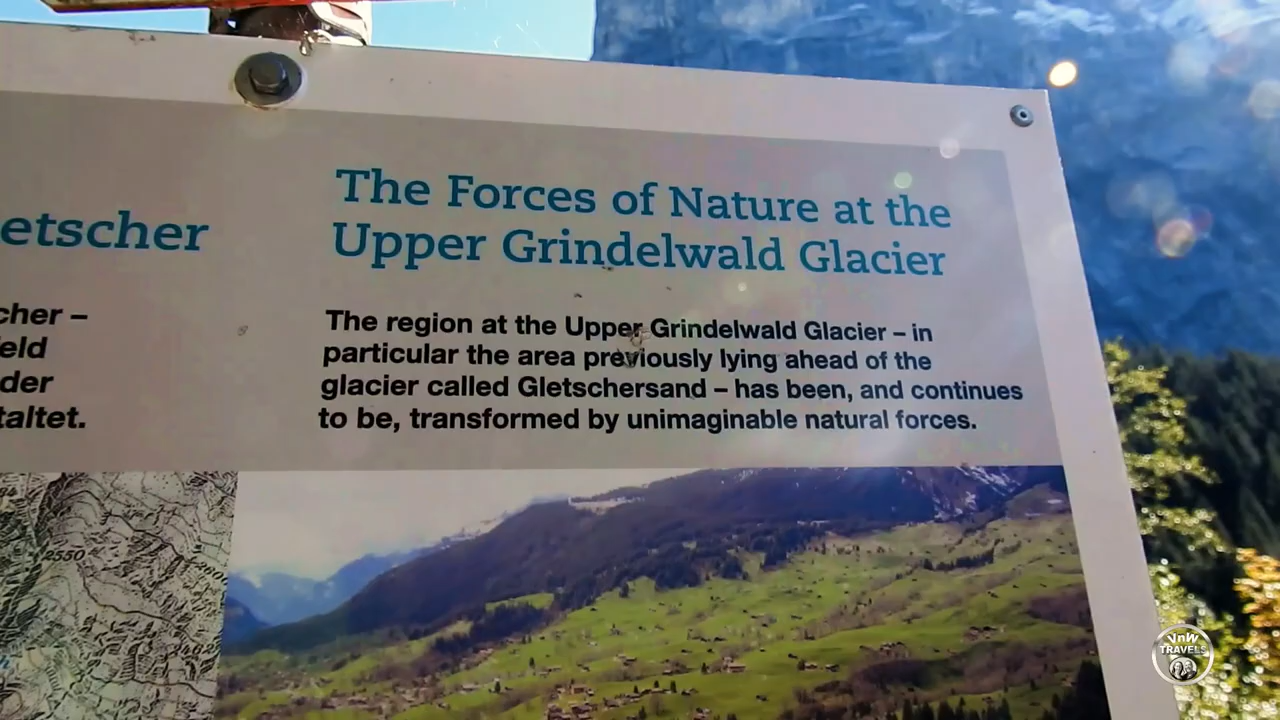 etscher
cher –
eld
der
taltet.
The Forces of Nature at the
Upper Grindelwald Glacier
The region at the Upper Grindelwald Glacier – in
particular the area previously lying ahead of the
glacier called Gletschersand – has been, and continues
to be, transformed by unimaginable natural forces.
2550
VnW
TRAVELS